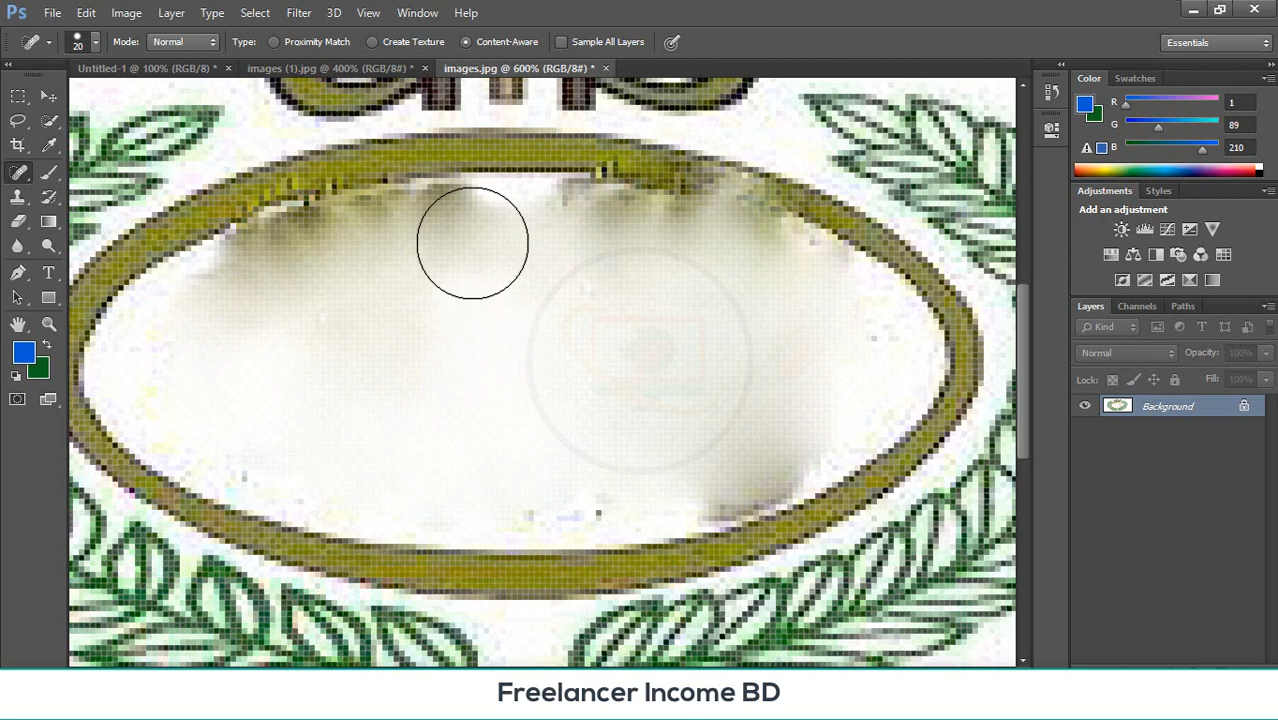 Ps File Edit Image Layer Type Select Filter 3D View Window Help
20 Mode: Normal Type: Proximity Match Create Texture Content-Aware Sample All Layers Essentials
Untitled-1 @ 100% (RGB/8) * × images (1).jpg @ 400% (RGB/8#) * × images.jpg @ 600% (RGB/8#) * ×
Color Swatches
R 1
G 89
B 210
Adjustments Styles
Add an adjustment
Layers Channels Paths
Kind
Normal Opacity: 100%
Lock: Fill: 100%
Background
Freelancer Income BD